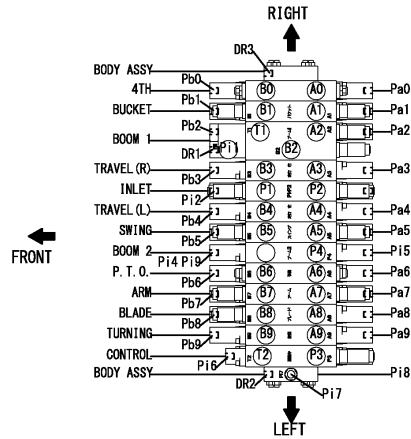 RIGHT
DR3
BODY ASSY
Pb0
4TH
B0
A0
Pa0
Pb1
BUCKET
B1
A1
Pa1
Pb2
T1
A2
Pa2
BOOM 1
Pi1
B2
DR1
TRAVEL(R)
B3
A3
Pa3
Pb3
INLET
P1
P2
Pi2
TRAVEL(L)
B4
A4
Pa4
Pb4
SWING
B5
A5
Pa5
Pb5
FRONT
BOOM 2
P4
Pi5
Pi4 Pi9
P.T.O.
B6
A6
Pa6
Pb6
ARM
B7
A7
Pa7
Pb7
BLADE
B8
A8
Pa8
Pb8
TURNING
B9
A9
Pa9
Pb9
CONTROL
T2
P3
Pi6
BODY ASSY
Pi8
DR2
Pi7
LEFT